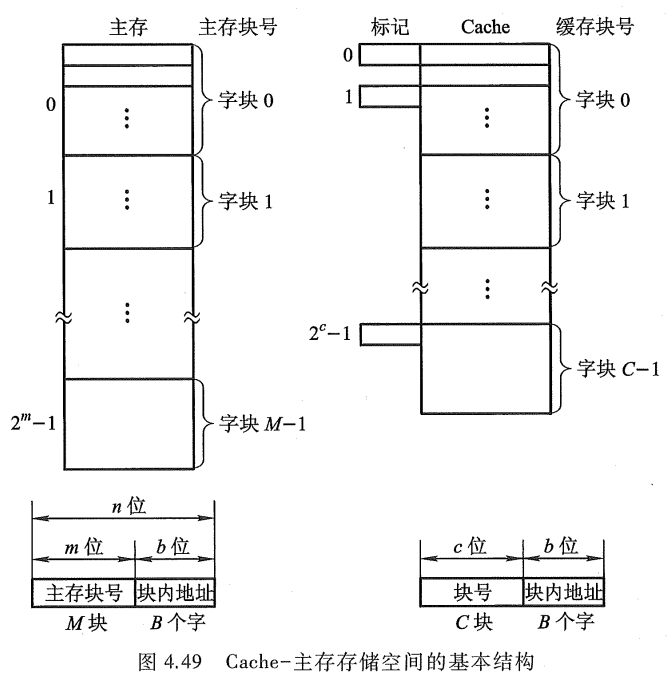 主存 主存块号 标记 Cache 缓存块号
0
字块 0 1 字块 0
0
1 字块 1 字块 1
2^c−1
字块 C−1
2^m−1 字块 M−1
n 位
m 位 b 位 c 位 b 位
主存块号 块内地址 块号 块内地址
M 块 B 个字 C 块 B 个字
图 4.49 Cache-主存存储空间的基本结构